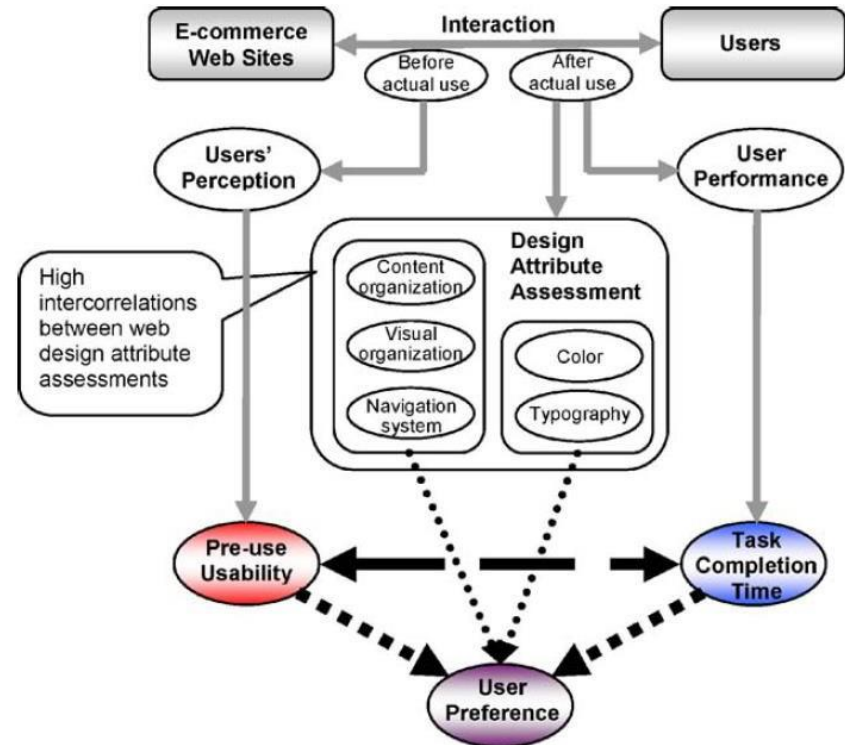 E-commerce
Web Sites
Interaction
Users
Before
actual use
After
actual use
Users'
Perception
User
Performance
High
intercorrelations
between web
design attribute
assessments
Design
Attribute
Assessment
Content
organization
Visual
organization
Navigation
system
Color
Typography
Pre-use
Usability
Task
Completion
Time
User
Preference